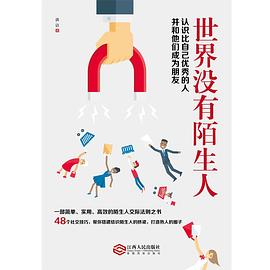 世界没有陌生人
认识比自己优秀的人
并和他们成为朋友
一部简单、实用、高效的陌生人交际法则之书
48个社交技巧，帮你搭建结识陌生人的桥梁，打造贵人的圈子
江西人民出版社